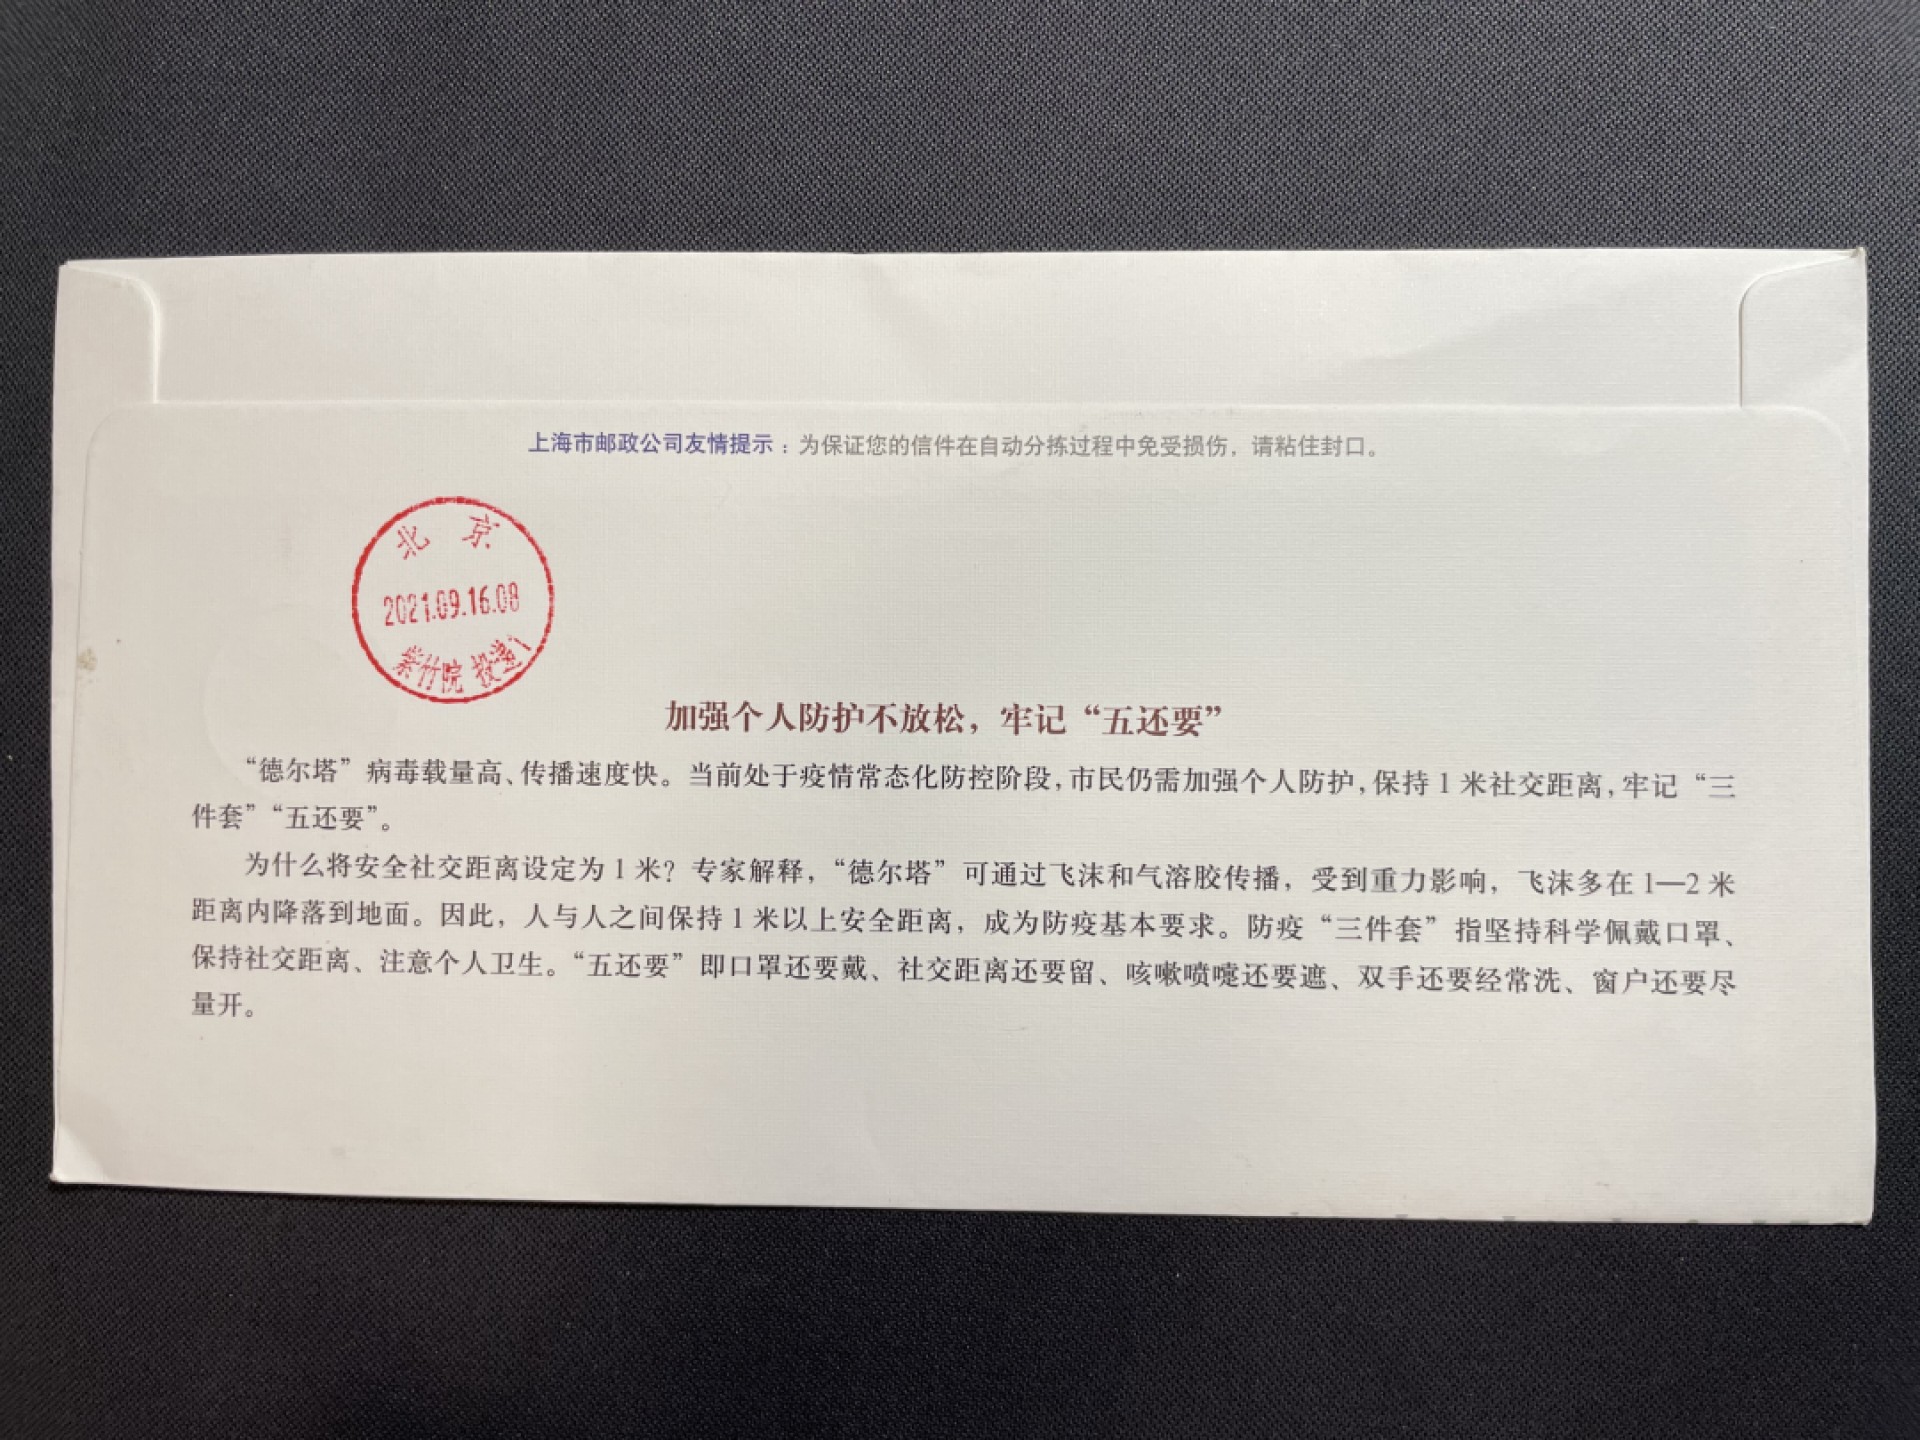 上海市邮政公司友情提示：为保证您的信件在自动分拣过程中免受损伤，请粘住封口。
北 京
2021.09.16.08
紫竹院 投递1
加强个人防护不放松，牢记“五还要”
“德尔塔”病毒载量高、传播速度快。当前处于疫情常态化防控阶段，市民仍需加强个人防护，保持1米社交距离，牢记“三
件套”“五还要”。
为什么将安全社交距离设定为1米？专家解释，“德尔塔”可通过飞沫和气溶胶传播，受到重力影响，飞沫多在1—2米
距离内降落到地面。因此，人与人之间保持1米以上安全距离，成为防疫基本要求。防疫“三件套”指坚持科学佩戴口罩、
保持社交距离、注意个人卫生。“五还要”即口罩还要戴、社交距离还要留、咳嗽喷嚏还要遮、双手还要经常洗、窗户还要尽
量开。